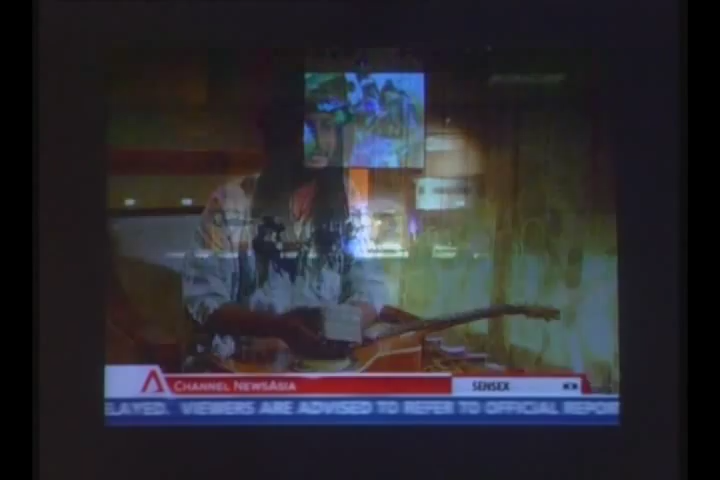 CHANNEL NEWSASIA
SENSEX
ELAYED. VIEWERS ARE ADVISED TO REFER TO OFFICIAL REPOR